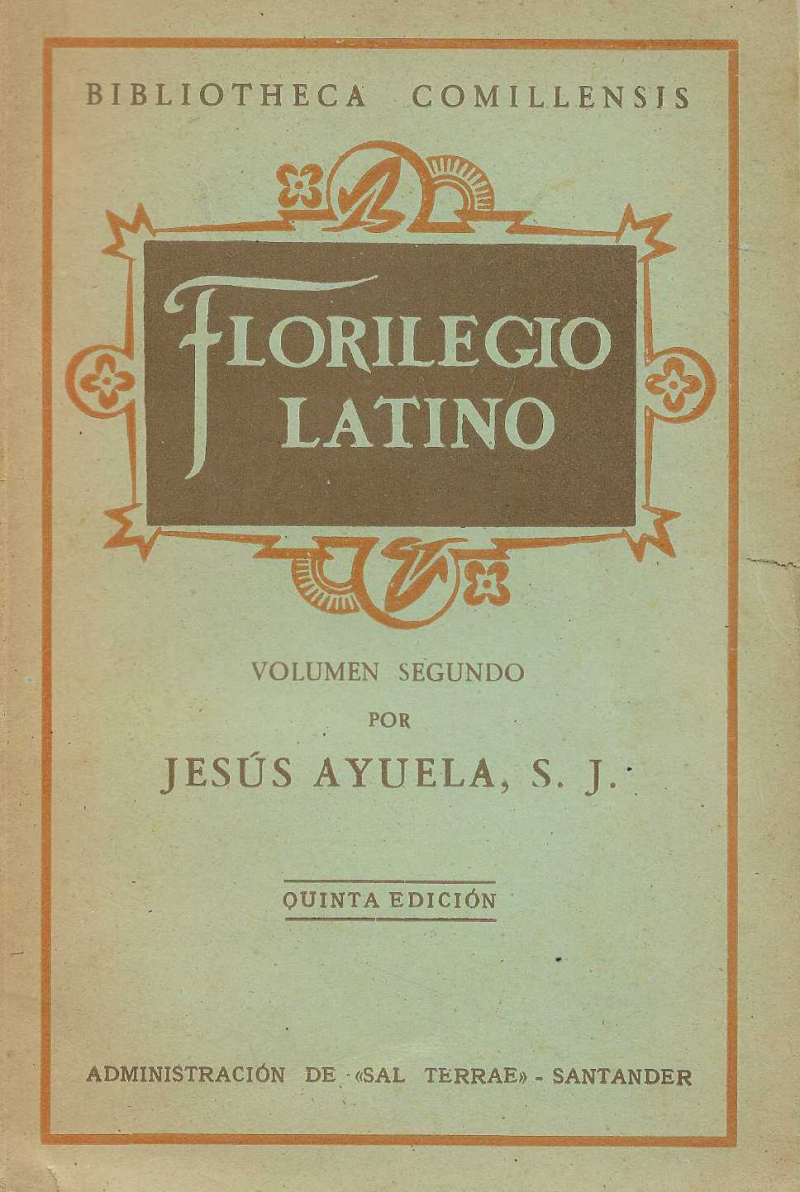 BIBLIOTHECA COMILLENSIS
FLORILEGIO
LATINO
VOLUMEN SEGUNDO
POR
JESÚS AYUELA, S. J.
QUINTA EDICIÓN
ADMINISTRACIÓN DE «SAL TERRAE» - SANTANDER